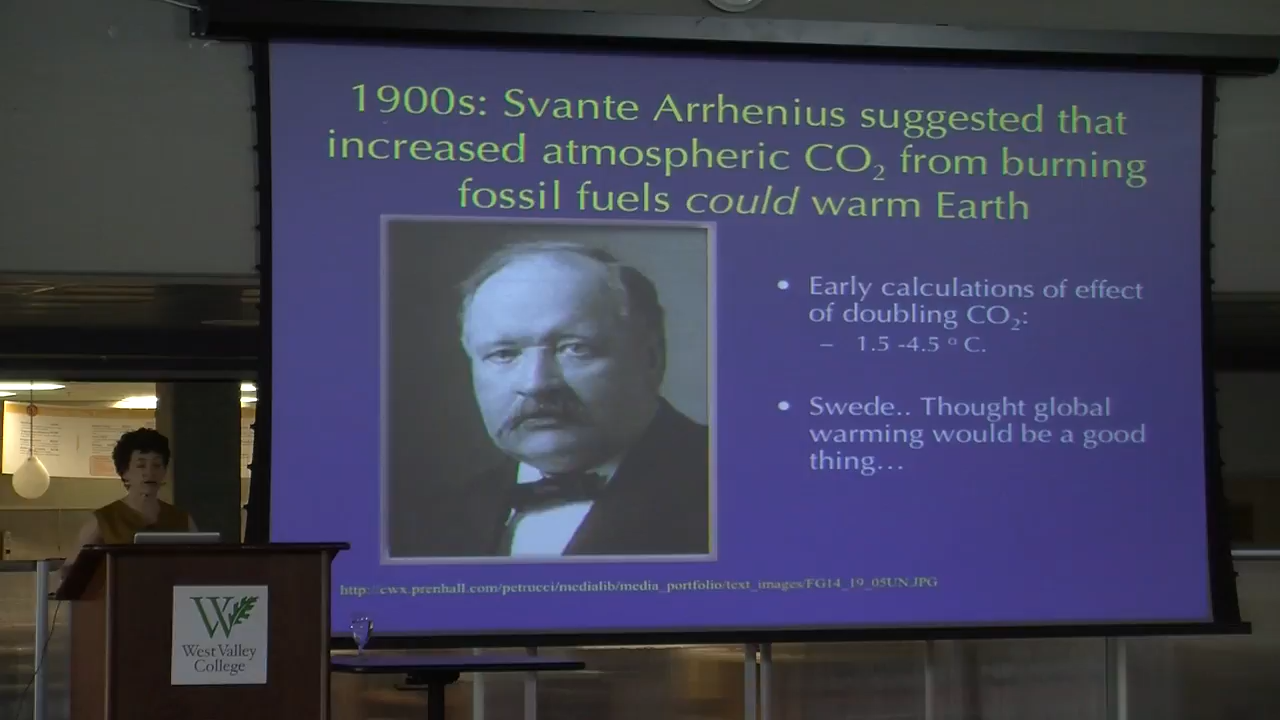 1900s: Svante Arrhenius suggested that
increased atmospheric CO₂ from burning
fossil fuels could warm Earth
• Early calculations of effect
of doubling CO₂:
– 1.5 -4.5 º C.
• Swede.. Thought global
warming would be a good
thing...
http://cwx.prenhall.com/petrucci/medialib/media_portfolio/text_images/FG14_19_05UN.JPG
W
West Valley
College